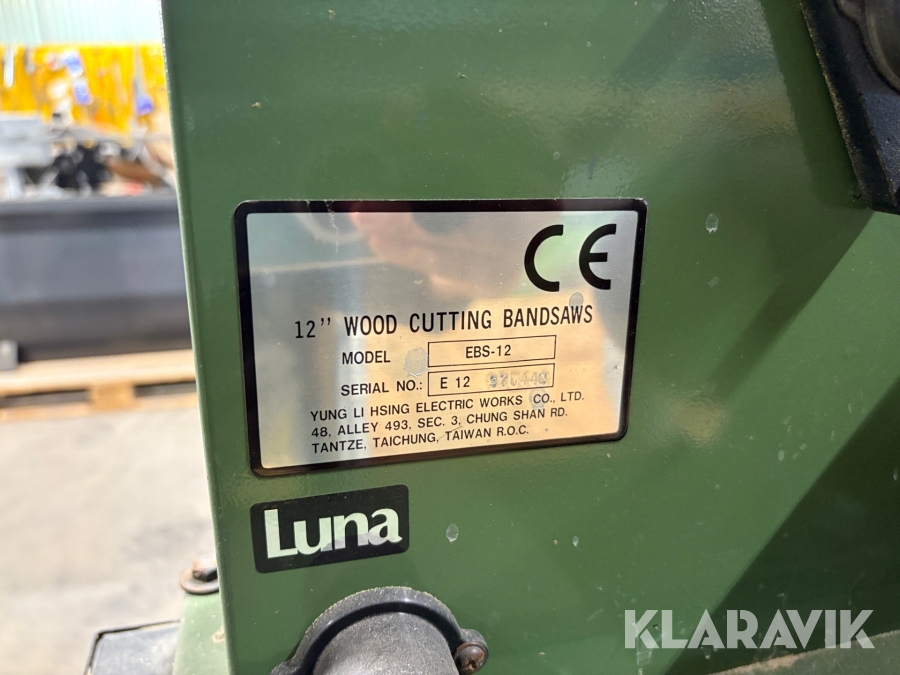 CE
12" WOOD CUTTING BANDSAWS
MODEL EBS-12
SERIAL NO.: E 12
YUNG LI HSING ELECTRIC WORKS CO., LTD.
48, ALLEY 493, SEC. 3, CHUNG SHAN RD.
TANTZE, TAICHUNG, TAIWAN R.O.C.
Luna
KLARAVIK